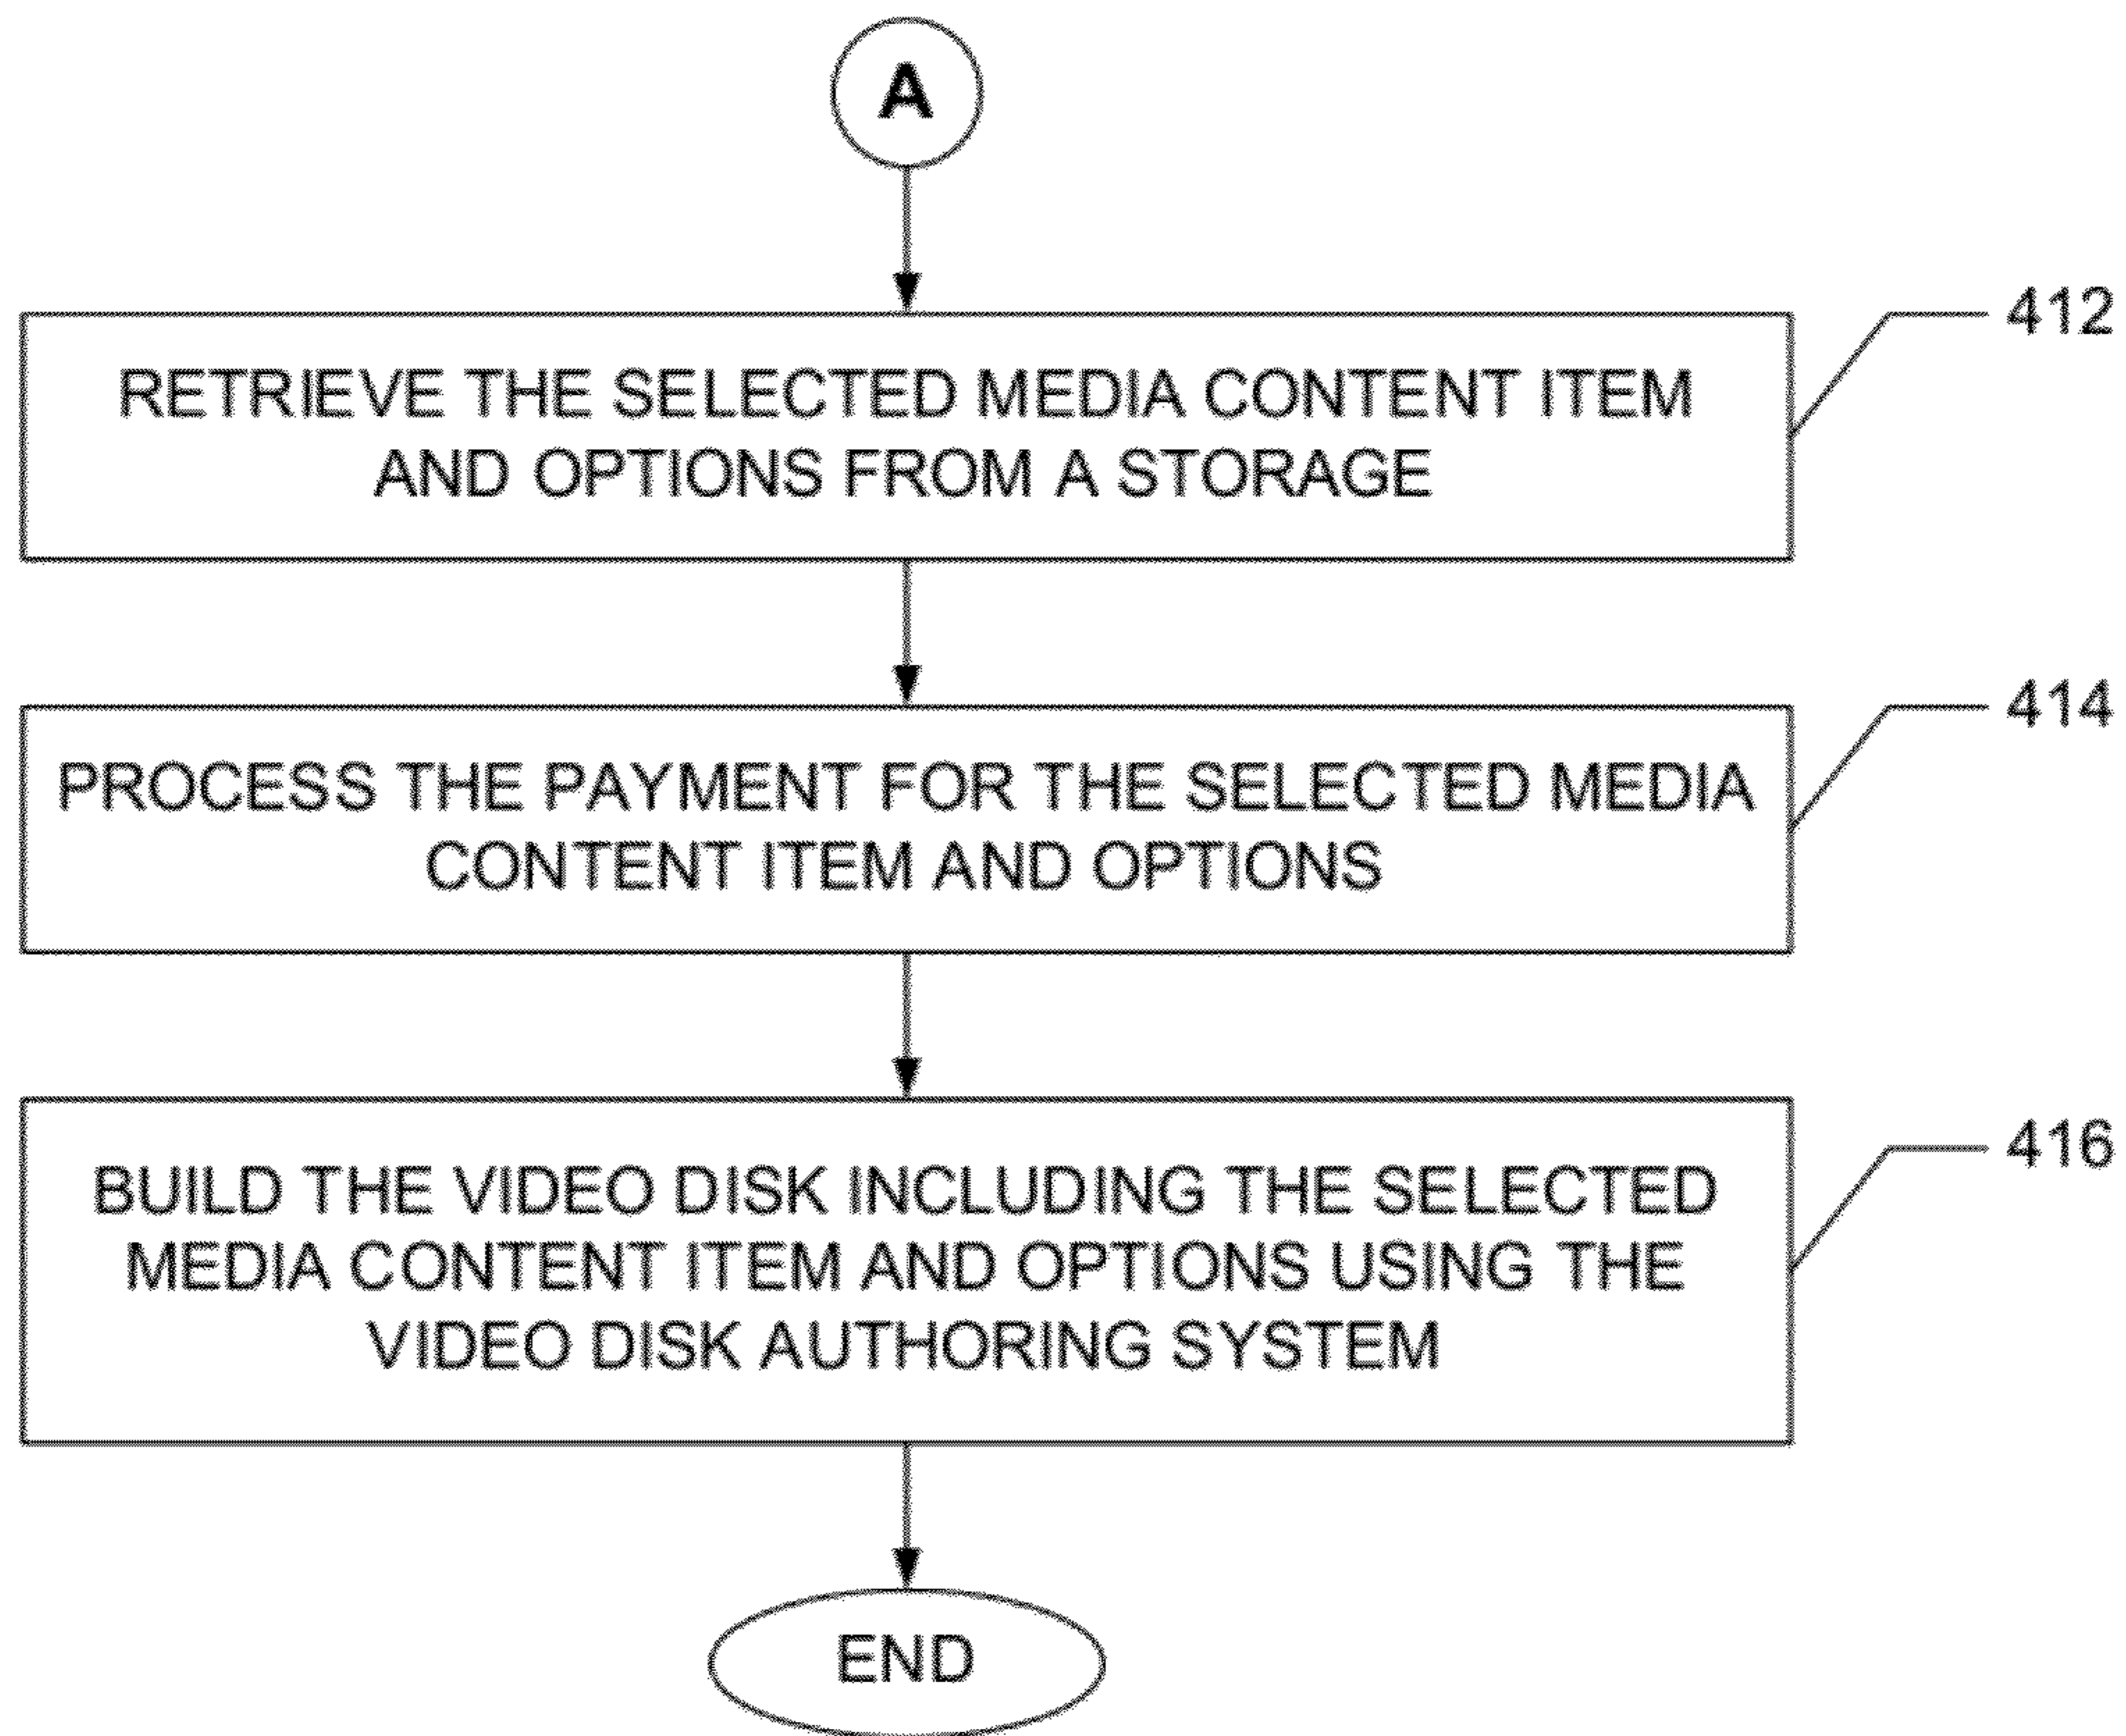 A
412
RETRIEVE THE SELECTED MEDIA CONTENT ITEM
AND OPTIONS FROM A STORAGE
414
PROCESS THE PAYMENT FOR THE SELECTED MEDIA
CONTENT ITEM AND OPTIONS
416
BUILD THE VIDEO DISK INCLUDING THE SELECTED
MEDIA CONTENT ITEM AND OPTIONS USING THE
VIDEO DISK AUTHORING SYSTEM
END